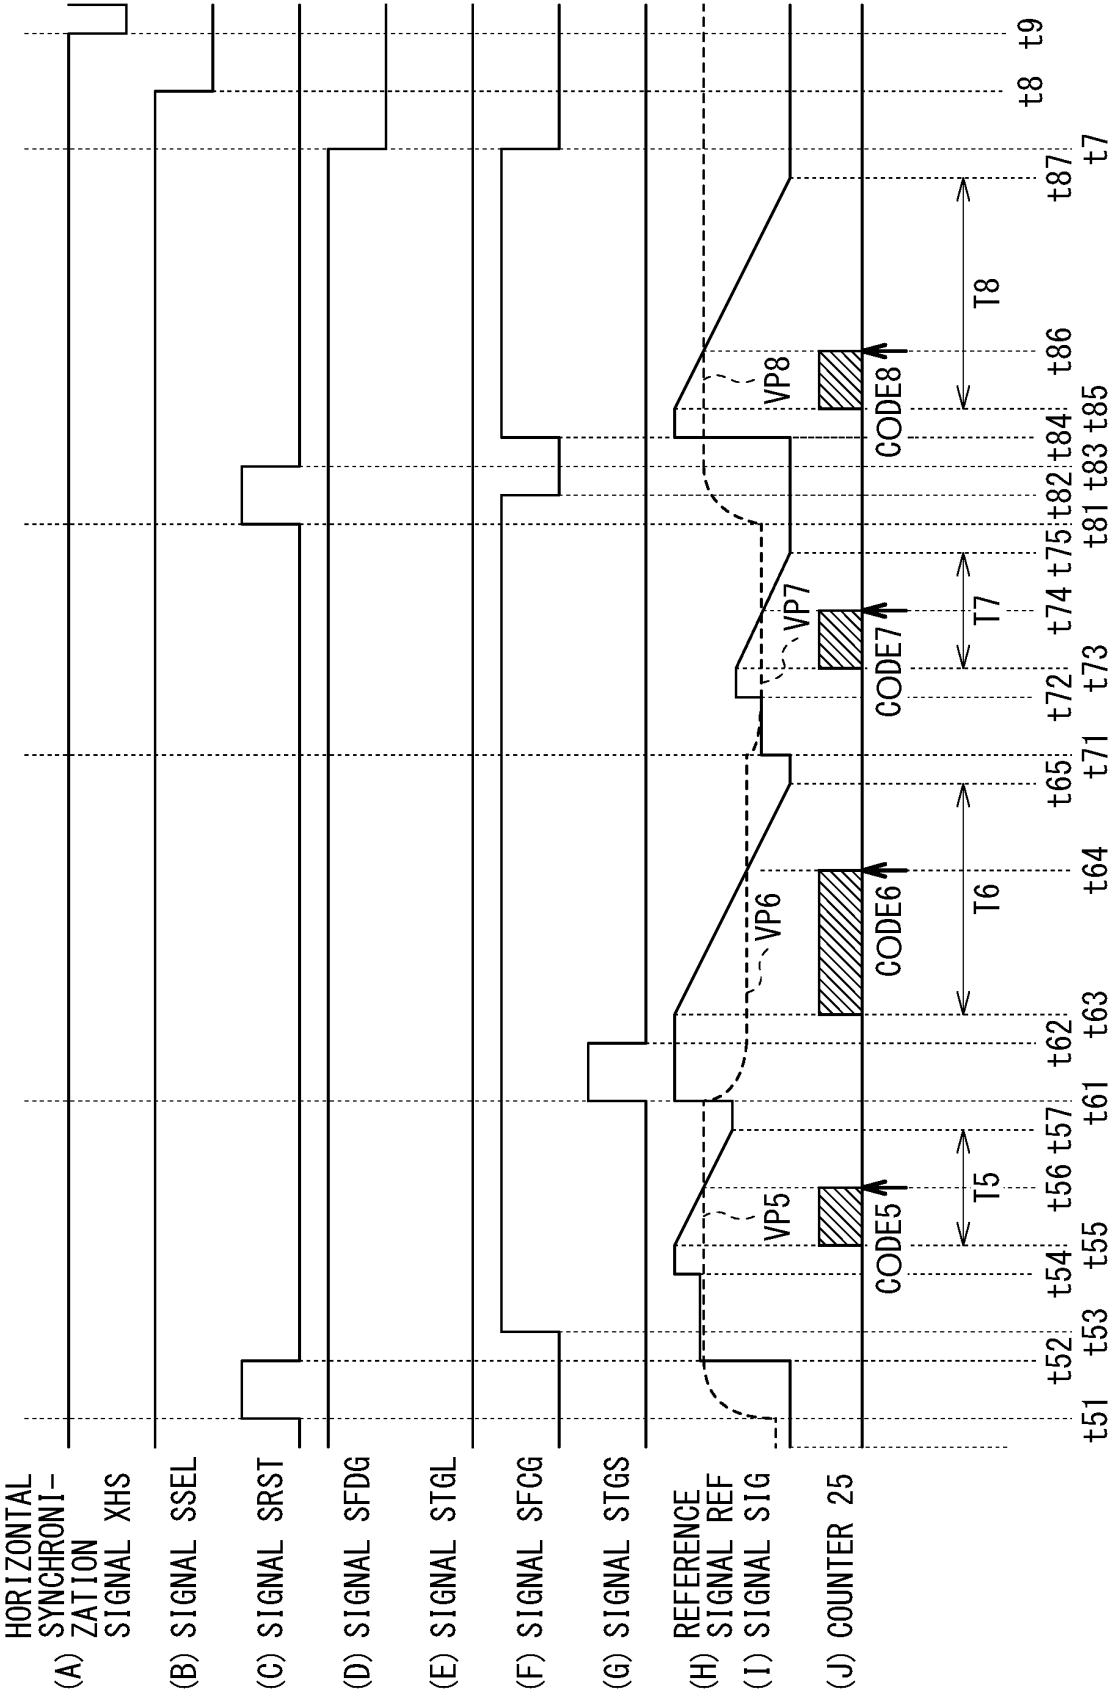 HORIZONTAL
SYNCHRONI-
(A) ZATION
SIGNAL XHS
(B) SIGNAL SSEL
(C) SIGNAL SRST
(D) SIGNAL SFDG
(E) SIGNAL STGL
(F) SIGNAL SFCG
(G) SIGNAL STGS
REFERENCE
(H) SIGNAL REF
(I) SIGNAL SIG
VP5
VP6
VP7
VP8
(J) COUNTER 25
CODE5
CODE6
CODE7
CODE8
T5
T6
T7
T8
t51
t52
t53
t54
t55
t56
t57
t61
t62
t63
t64
t65
t71
t72
t73
t74
t75
t81
t82
t83
t84
t85
t86
t87
t7
t8
t9